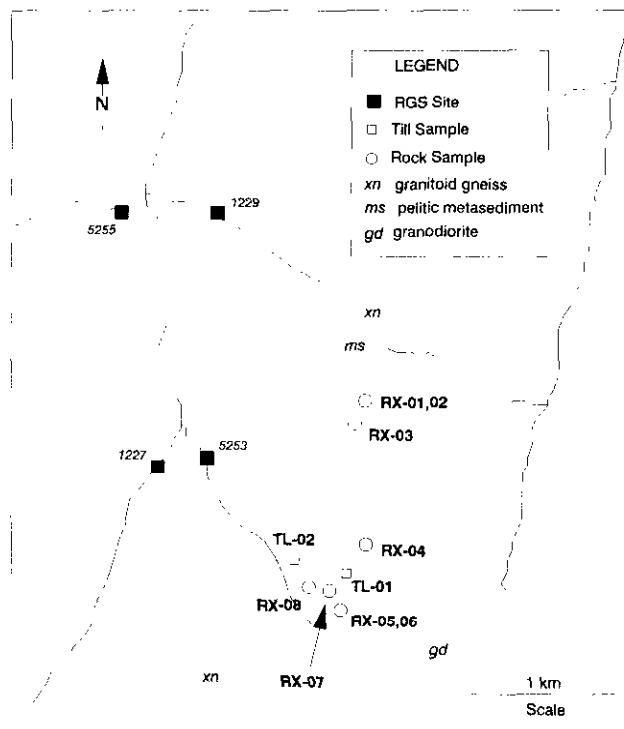 LEGEND
N
RGS Site
Till Sample
Rock Sample
xn granitoid gneiss
ms pelitic metasediment
gd granodiorite
1229
5255
xn
ms
RX-01,02
RX-03
5253
1227
TL-02
RX-04
TL-01
RX-08
RX-05,06
gd
xn
RX-07
1 km
Scale